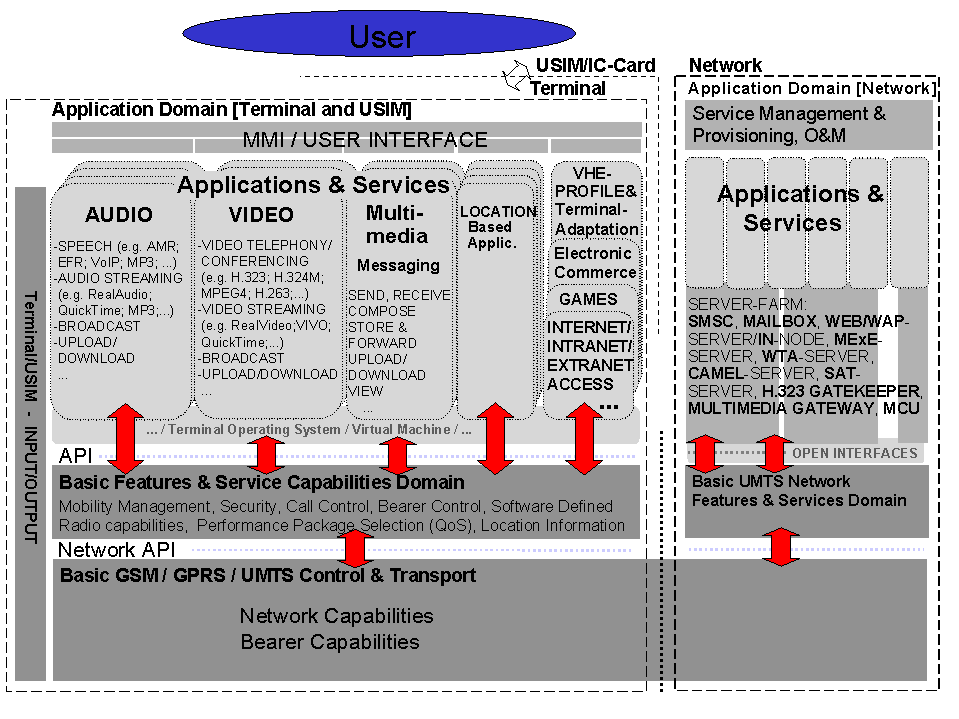 User
USIM/IC-Card
Terminal
Network
Application Domain [Terminal and USIM]
Application Domain [Network]
MMI / USER INTERFACE
Service Management &
Provisioning, O&M
Applications & Services
AUDIO
-SPEECH (e.g. AMR;
EFR; VoIP; MP3; ...)
-AUDIO STREAMING
(e.g. RealAudio;
QuickTime; MP3;...)
-BROADCAST
-UPLOAD/
DOWNLOAD
...
VIDEO
-VIDEO TELEPHONY/
CONFERENCING
(e.g. H.323; H.324M;
MPEG4; H.263;...)
-VIDEO STREAMING
(e.g. RealVideo;VIVO;
QuickTime;...)
-BROADCAST
-UPLOAD/DOWNLOAD
...
Multi-
media
Messaging
SEND, RECEIVE
COMPOSE
STORE &
FORWARD
UPLOAD/
DOWNLOAD
VIEW
...
LOCATION
Based
Applic.
VHE-
PROFILE&
Terminal-
Adaptation
Electronic
Commerce
GAMES
INTERNET/
INTRANET/
EXTRANET
ACCESS
...
Applications &
Services
SERVER-FARM:
SMSC, MAILBOX, WEB/WAP-
SERVER/IN-NODE, MExE-
SERVER, WTA-SERVER,
CAMEL-SERVER, SAT-
SERVER, H.323 GATEKEEPER,
MULTIMEDIA GATEWAY, MCU
Terminal/USIM - INPUT/OUTPUT
... / Terminal Operating System / Virtual Machine / ...
API
OPEN INTERFACES
Basic Features & Service Capabilities Domain
Mobility Management, Security, Call Control, Bearer Control, Software Defined
Radio capabilities, Performance Package Selection (QoS), Location Information
Basic UMTS Network
Features & Services Domain
Network API
Basic GSM / GPRS / UMTS Control & Transport
Network Capabilities
Bearer Capabilities